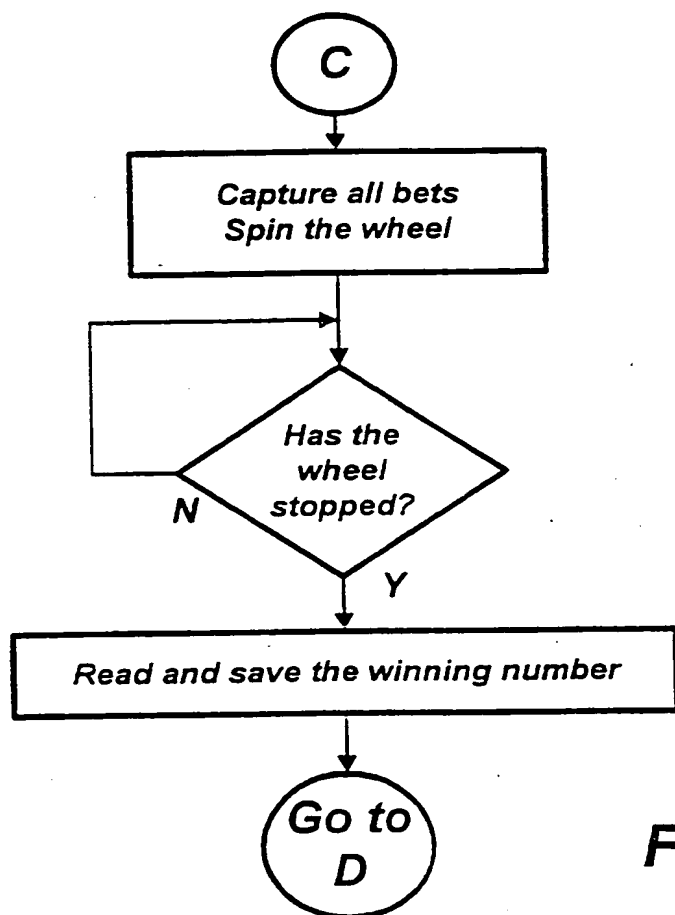 C
Capture all bets
Spin the wheel
Has the
wheel
stopped?
N
Y
Read and save the winning number
Go to
D
F